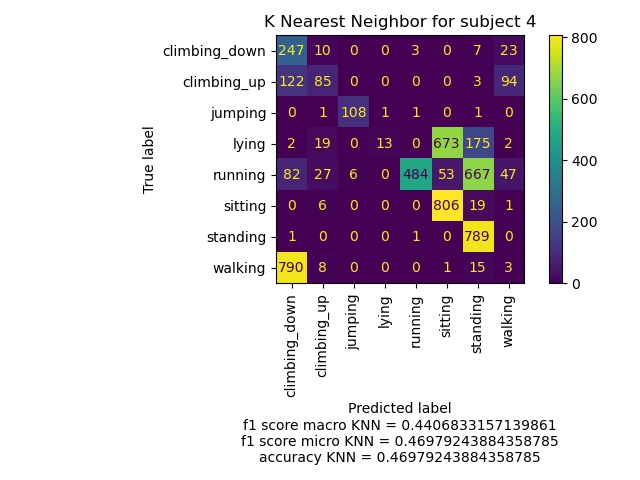 K Nearest Neighbor for subject 4
climbing_down 247 10 0 0 3 0 7 23
climbing_up 122 85 0 0 0 0 3 94
jumping 0 1 108 1 1 0 1 0
lying 2 19 0 13 0 673 175 2
running 82 27 6 0 484 53 667 47
sitting 0 6 0 0 0 806 19 1
standing 1 0 0 0 1 0 789 0
walking 790 8 0 0 0 1 15 3
True label
climbing_down climbing_up jumping lying running sitting standing walking
Predicted label
800
600
400
200
0
f1 score macro KNN = 0.4406833157139861
f1 score micro KNN = 0.46979243884358785
accuracy KNN = 0.46979243884358785